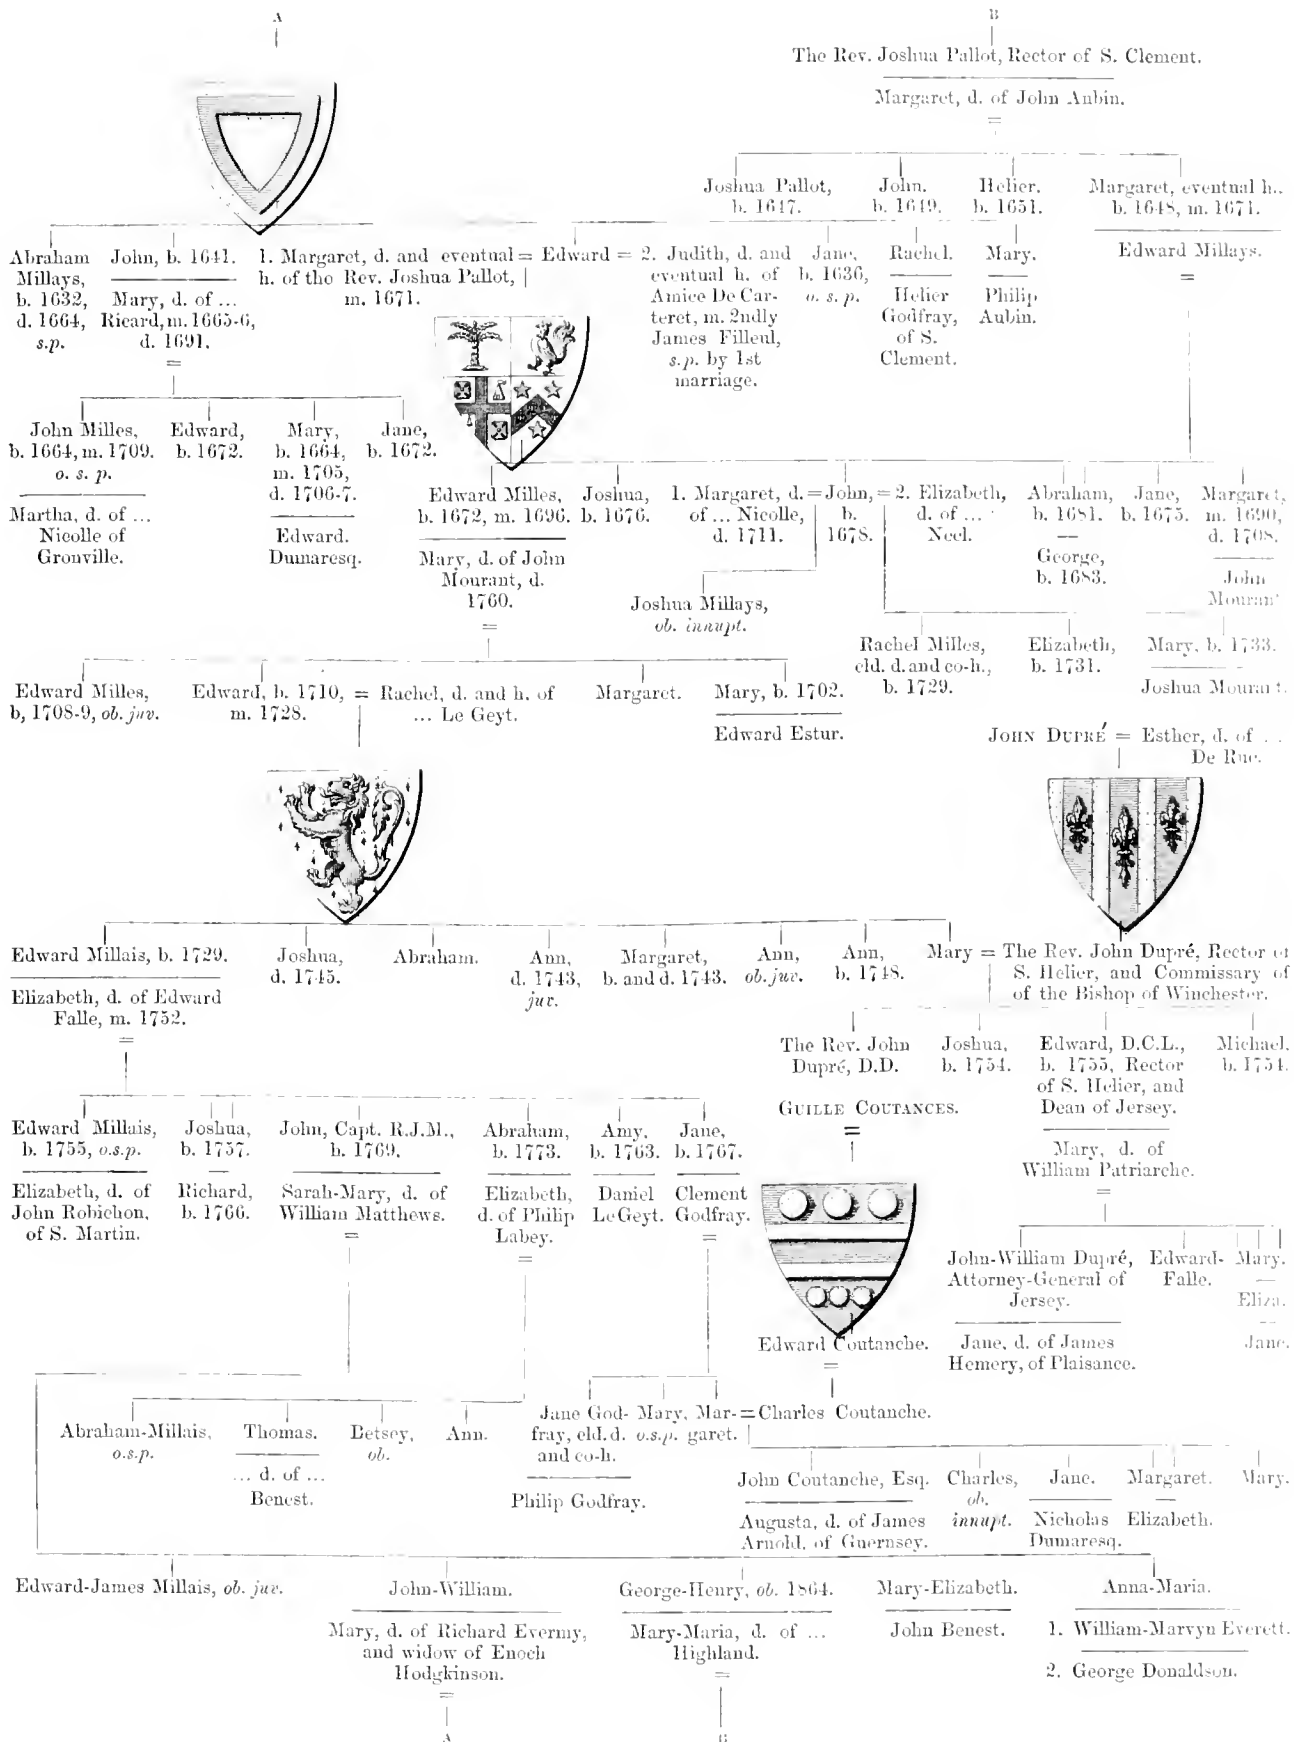 A
B
The Rev. Joshua Pallot, Rector of S. Clement.
Margaret, d. of John Aubin.
=
Joshua Pallot,
b. 1647.
John.
b. 1649.
Helier.
b. 1651.
Margaret, eventual h.,
b. 1648, m. 1671.
Edward Millays.
=
Abraham
Millays,
b. 1632,
d. 1664,
s.p.
John, b. 1641.
Mary, d. of ...
Ricard, m. 1665-6,
d. 1691.
=
1. Margaret, d. and eventual = Edward = 2. Judith, d. and
h. of the Rev. Joshua Pallot,
m. 1671.
eventual h. of
Amice De Car-
teret, m. 2ndly
James Filleul,
s.p. by 1st
marriage.
Jane,
b. 1636,
o. s. p.
Rachel.
Helier
Godfray,
of S.
Clement.
Mary.
Philip
Aubin.
John Milles,
b. 1664, m. 1709.
o. s. p.
Martha, d. of ...
Nicolle of
Gronville.
Edward,
b. 1672.
Mary,
b. 1664,
m. 1705,
d. 1706-7.
Edward.
Dumaresq.
Jane,
b. 1672.
Edward Milles,
b. 1672, m. 1696.
Mary, d. of John
Mourant, d.
1760.
=
Joshua,
b. 1676.
1. Margaret, d. = John, = 2. Elizabeth,
of ... Nicolle,
d. 1711.
b.
1678.
d. of ...
Neel.
Abraham,
b. 1681.
George,
b. 1683.
Jane,
b. 1675.
Margaret,
m. 1690,
d. 1708.
John
Mourant
Joshua Millays,
ob. innupt.
Rachel Milles,
eld. d. and co-h.,
b. 1729.
Elizabeth,
b. 1731.
Mary, b. 1733.
Joshua Mourant.
Edward Milles,
b, 1708-9, ob. juv.
Edward, b. 1710, = Rachel, d. and h. of
m. 1728.
... Le Geyt.
Margaret.
Mary, b. 1702.
Edward Estur.
JOHN DUPRÉ = Esther, d. of ...
De Rue.
Edward Millais, b. 1729.
Elizabeth, d. of Edward
Falle, m. 1752.
=
Joshua,
d. 1745.
Abraham.
Ann,
d. 1743,
juv.
Margaret,
b. and d. 1743.
Ann,
ob. juv.
Ann,
b. 1748.
Mary = The Rev. John Dupré, Rector of
S. Helier, and Commissary of
of the Bishop of Winchester.
The Rev. John
Dupré, D.D.
Joshua,
b. 1754.
Edward, D.C.L.,
b. 1755, Rector
of S. Helier, and
Dean of Jersey.
Mary, d. of
William Patriarche.
=
Michael.
b. 1754.
GUILLE COUTANCES.
=
Edward Millais,
b. 1755, o.s.p.
Elizabeth, d. of
John Robichon,
of S. Martin.
Joshua,
b. 1757.
Richard,
b. 1766.
John, Capt. R.J.M.,
b. 1769.
Sarah-Mary, d. of
William Matthews.
=
Abraham,
b. 1773.
Elizabeth,
d. of Philip
Labey.
=
Amy.
b. 1763.
Daniel
LeGeyt.
Jane,
b. 1767.
Clement
Godfray.
=
John-William Dupré,
Attorney-General of
Jersey.
Jane, d. of James
Hemery, of Plaisance.
Edward-
Falle.
Mary.
Eliza.
Jane.
Edward Coutanche.
=
Abraham-Millais,
o.s.p.
Thomas.
... d. of ...
Benest.
Betsey,
ob.
Ann.
Jane God-
fray, eld. d.
and co-h.
Philip Godfray.
Mary,
o.s.p.
Mar-
garet.
= Charles Coutanche.
John Coutanche, Esq.
Augusta, d. of James
Arnold, of Guernsey.
Charles,
ob.
innupt.
Jane.
Nicholas
Dumaresq.
Margaret.
Elizabeth.
Mary.
Edward-James Millais, ob. juv.
John-William.
Mary, d. of Richard Evermy,
and widow of Enoch
Hodgkinson.
=
A
George-Henry, ob. 1864.
Mary-Maria, d. of ...
Highland.
=
Mary-Elizabeth.
John Benest.
Anna-Maria.
1. William-Marvyn Everett.
2. George Donaldson.